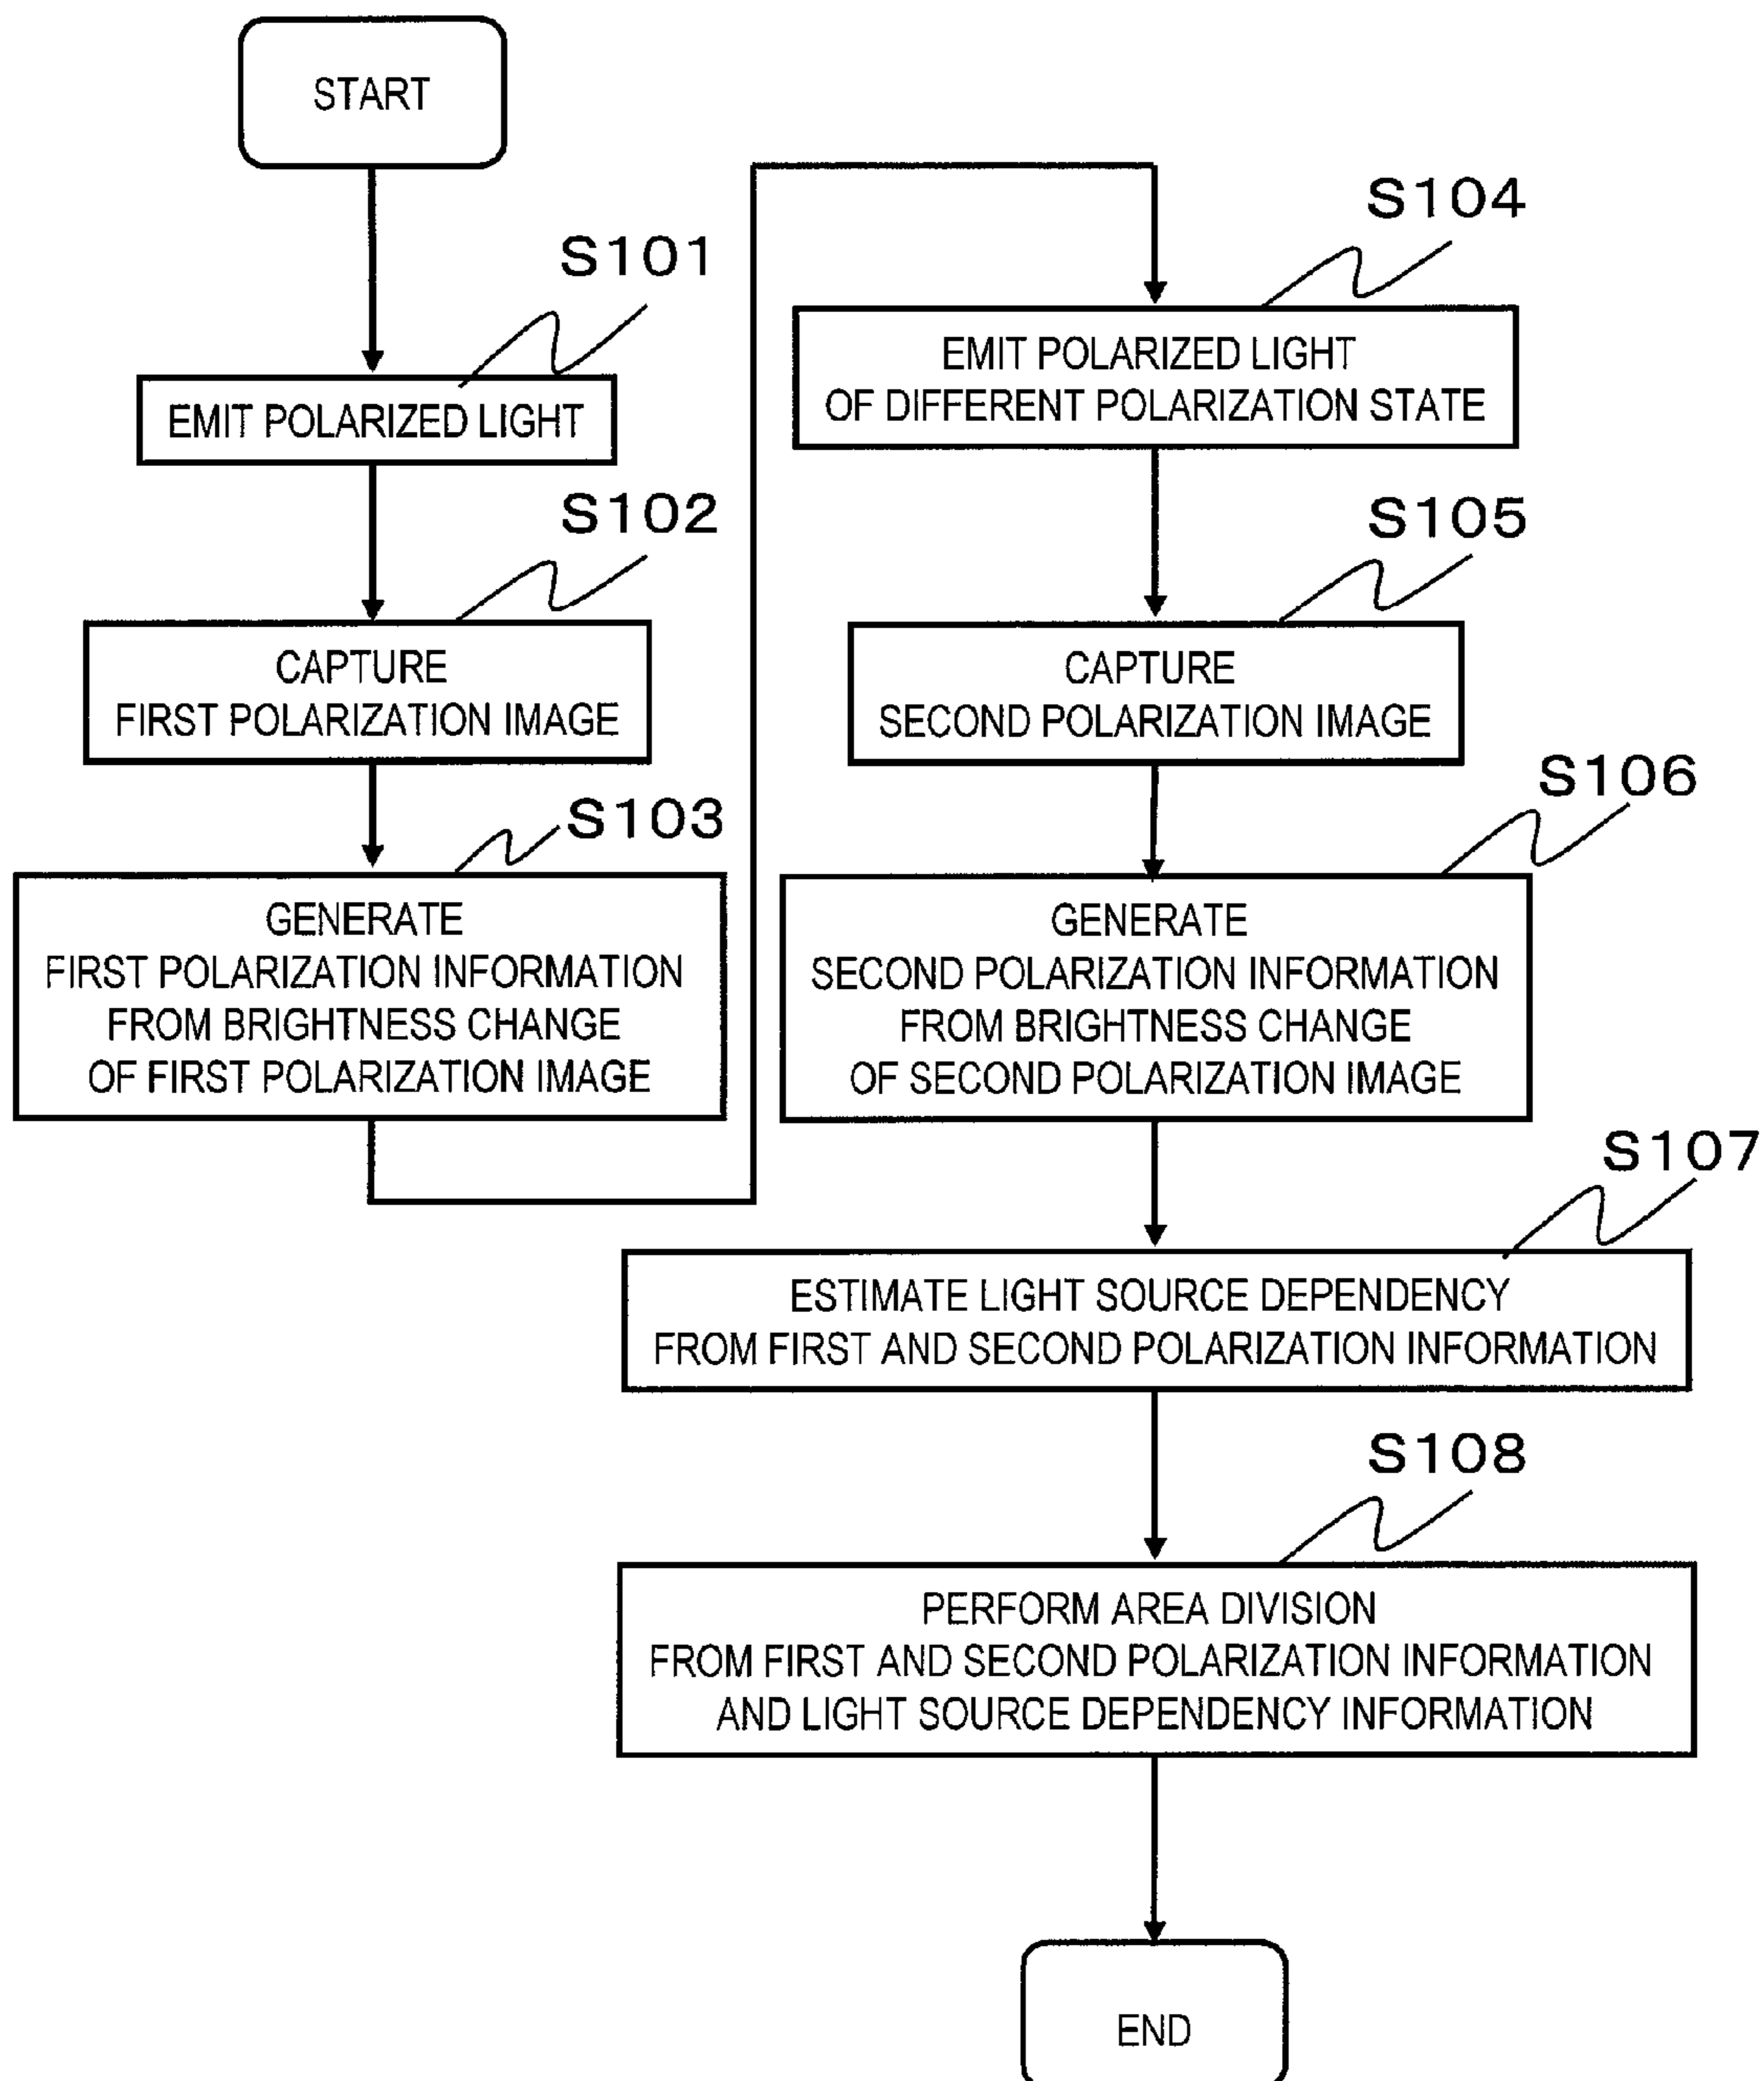 START
S101
EMIT POLARIZED LIGHT
S102
CAPTURE
FIRST POLARIZATION IMAGE
S103
GENERATE
FIRST POLARIZATION INFORMATION
FROM BRIGHTNESS CHANGE
OF FIRST POLARIZATION IMAGE
S104
EMIT POLARIZED LIGHT
OF DIFFERENT POLARIZATION STATE
S105
CAPTURE
SECOND POLARIZATION IMAGE
S106
GENERATE
SECOND POLARIZATION INFORMATION
FROM BRIGHTNESS CHANGE
OF SECOND POLARIZATION IMAGE
S107
ESTIMATE LIGHT SOURCE DEPENDENCY
FROM FIRST AND SECOND POLARIZATION INFORMATION
S108
PERFORM AREA DIVISION
FROM FIRST AND SECOND POLARIZATION INFORMATION
AND LIGHT SOURCE DEPENDENCY INFORMATION
END